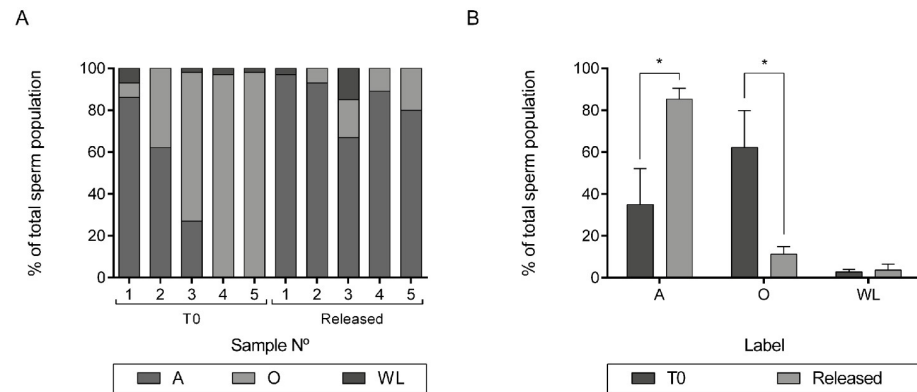 A
% of total sperm population
100
80
60
40
20
0
1 2 3 4 5 1 2 3 4 5
T0 Released
Sample Nº
A O WL
B
% of total sperm population
100
80
60
40
20
0
* *
A O WL
Label
T0 Released